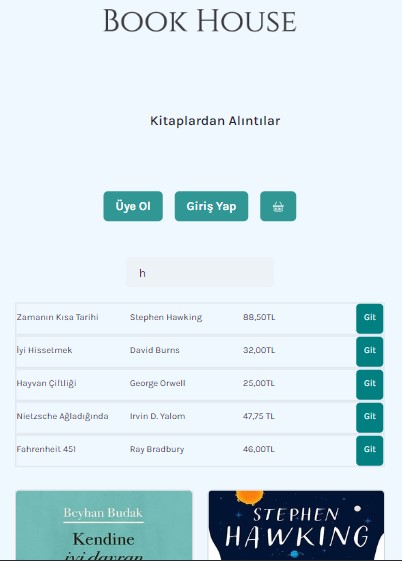 BOOK HOUSE
Kitaplardan Alıntılar
Üye Ol Giriş Yap
h
Zamanın Kısa Tarihi Stephen Hawking 88,50TL Git
İyi Hissetmek David Burns 32,00TL Git
Hayvan Çiftliği George Orwell 25,00TL Git
Nietzsche Ağladığında Irvin D. Yalom 47,75 TL Git
Fahrenheit 451 Ray Bradbury 46,00TL Git
Beyhan Budak
Kendine
iyi davran
STEPHEN
HAWKING